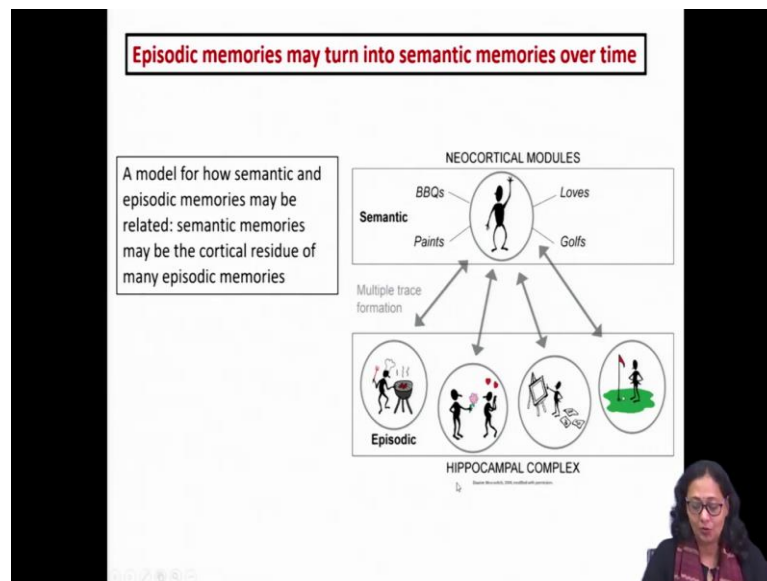 Episodic memories may turn into semantic memories over time
A model for how semantic and
episodic memories may be
related: semantic memories
may be the cortical residue of
many episodic memories
NEOCORTICAL MODULES
BBQs
Loves
Semantic
Paints
Golfs
Multiple trace
formation
Episodic
HIPPOCAMPAL COMPLEX